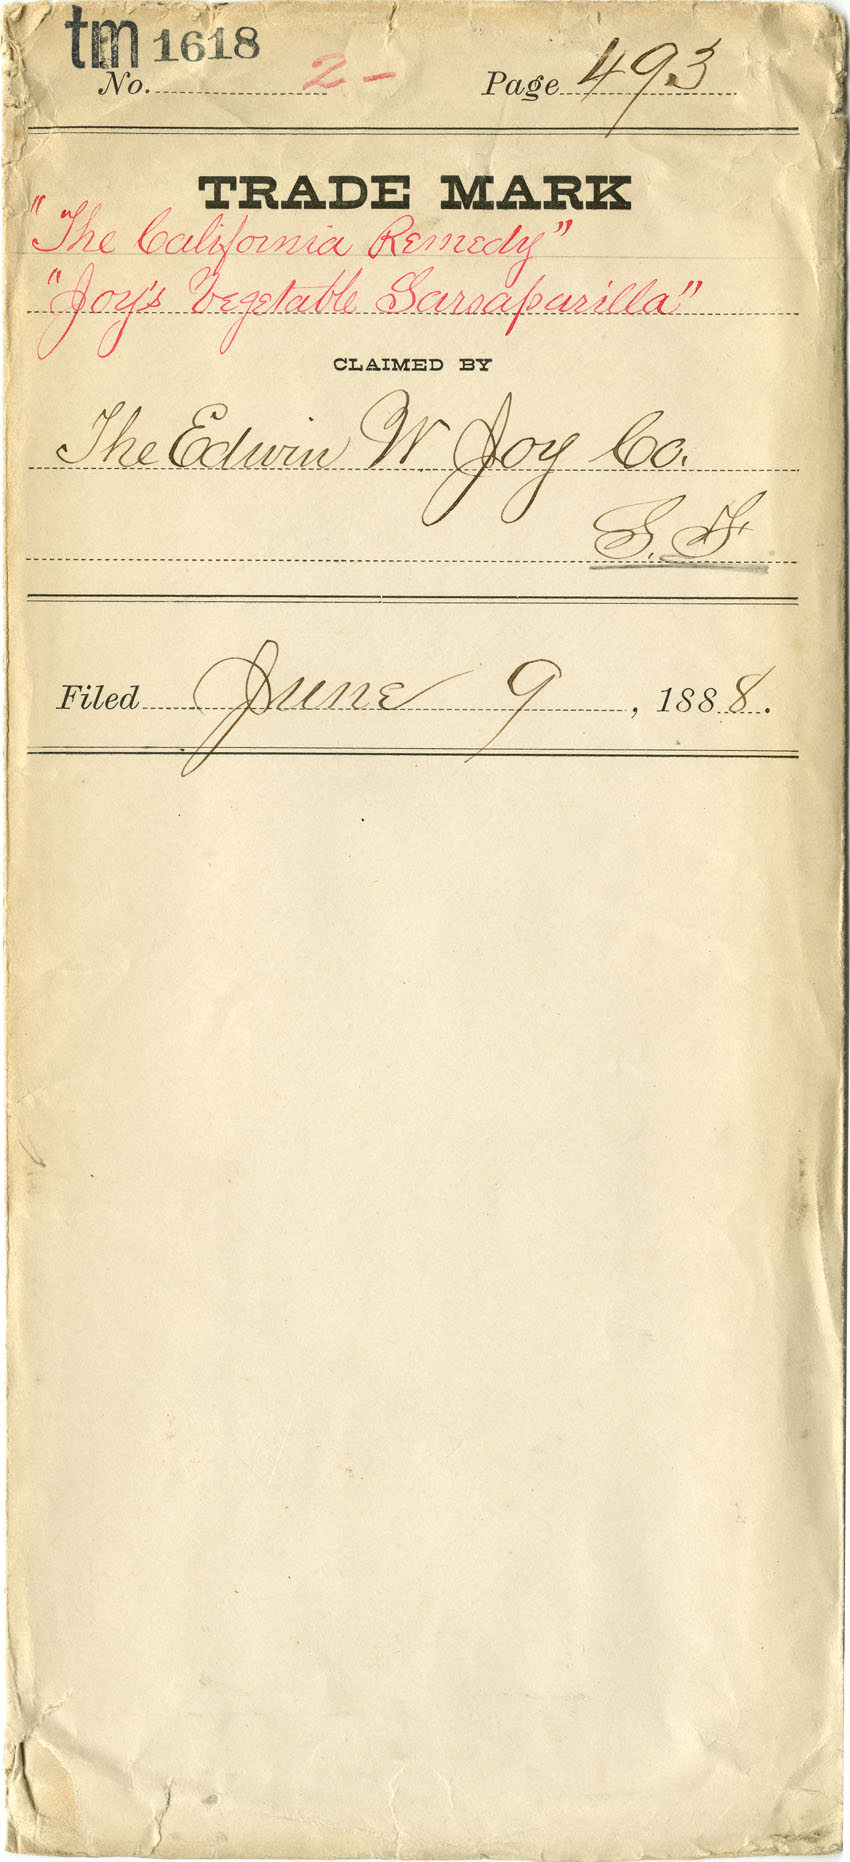 tm 1618
No. 2 - Page 493
TRADE MARK
"The California Remedy"
"Joy's Vegetable Sarsaparilla"
CLAIMED BY
The Edwin W. Joy Co.
S. F.
Filed June 9, 1888.